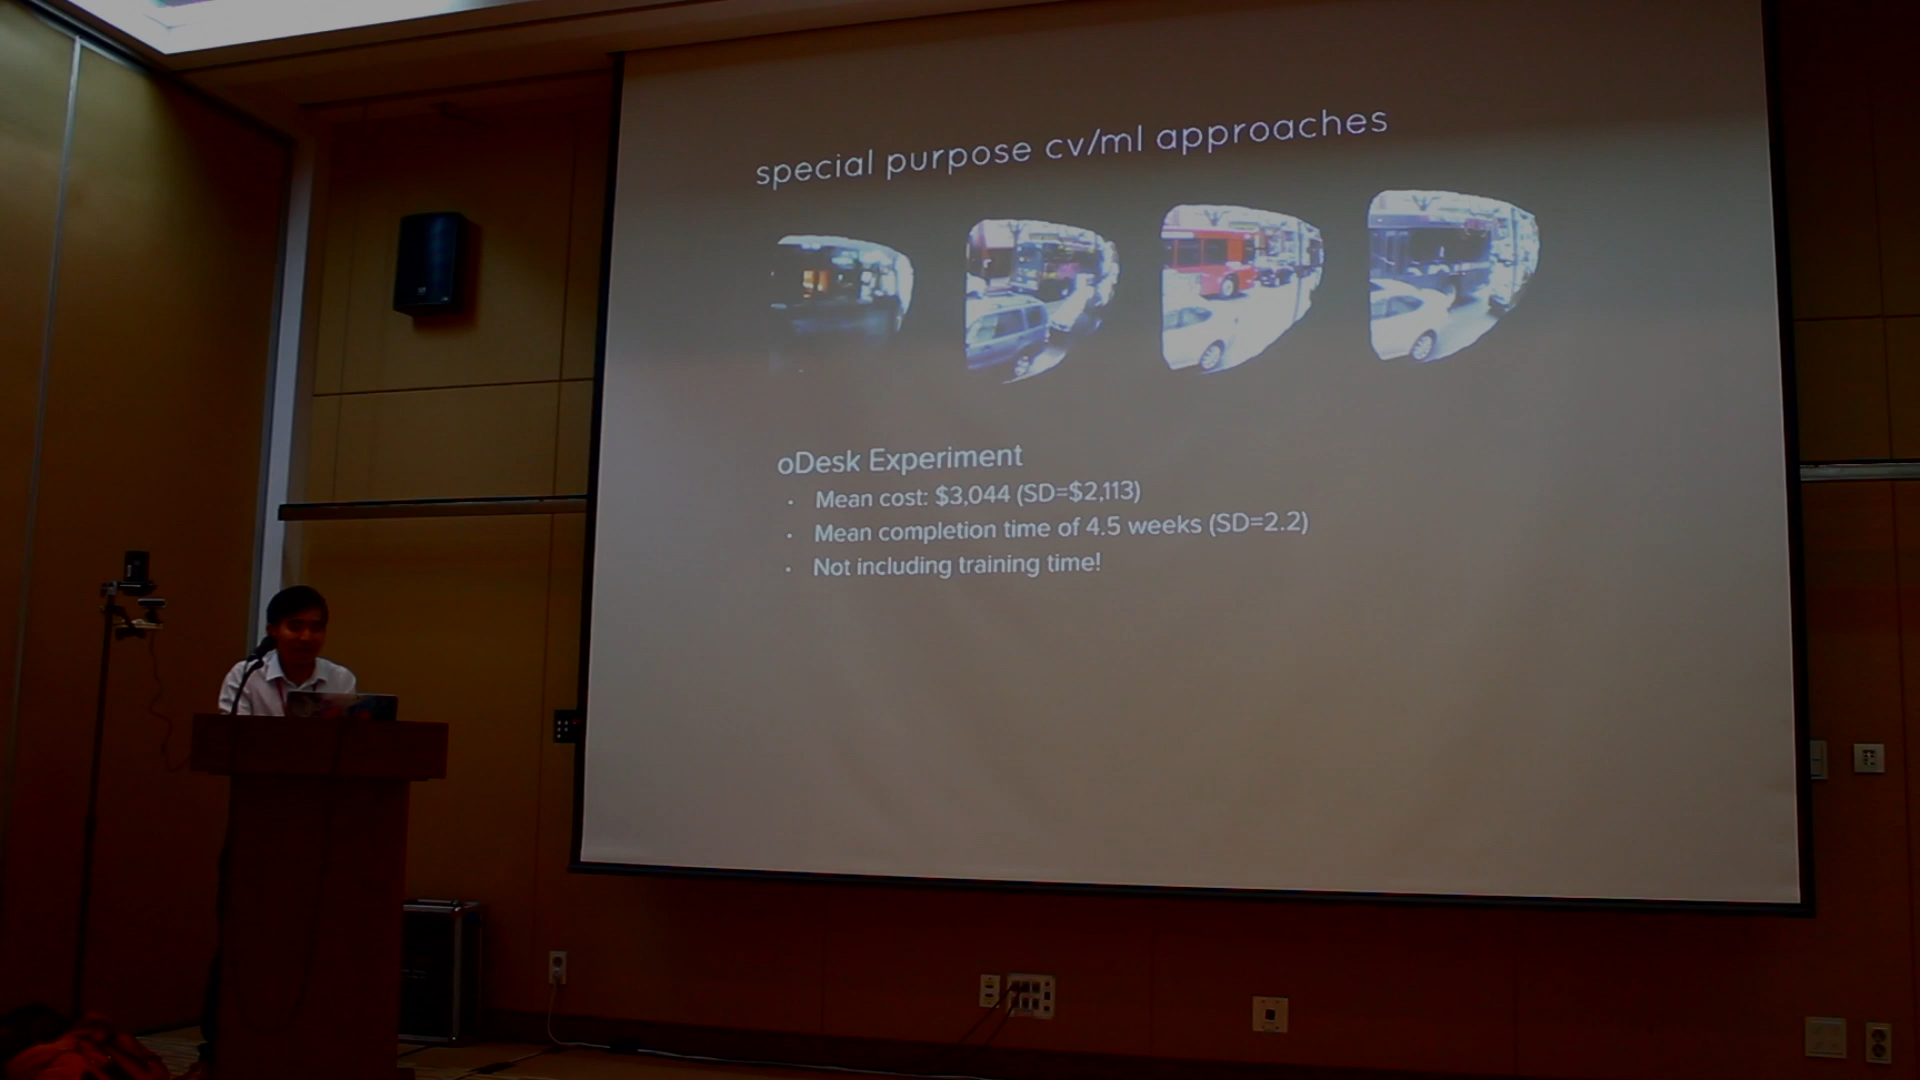 special purpose cv/ml approaches
oDesk Experiment
• Mean cost: $3,044 (SD=$2,113)
• Mean completion time of 4.5 weeks (SD=2.2)
• Not including training time!